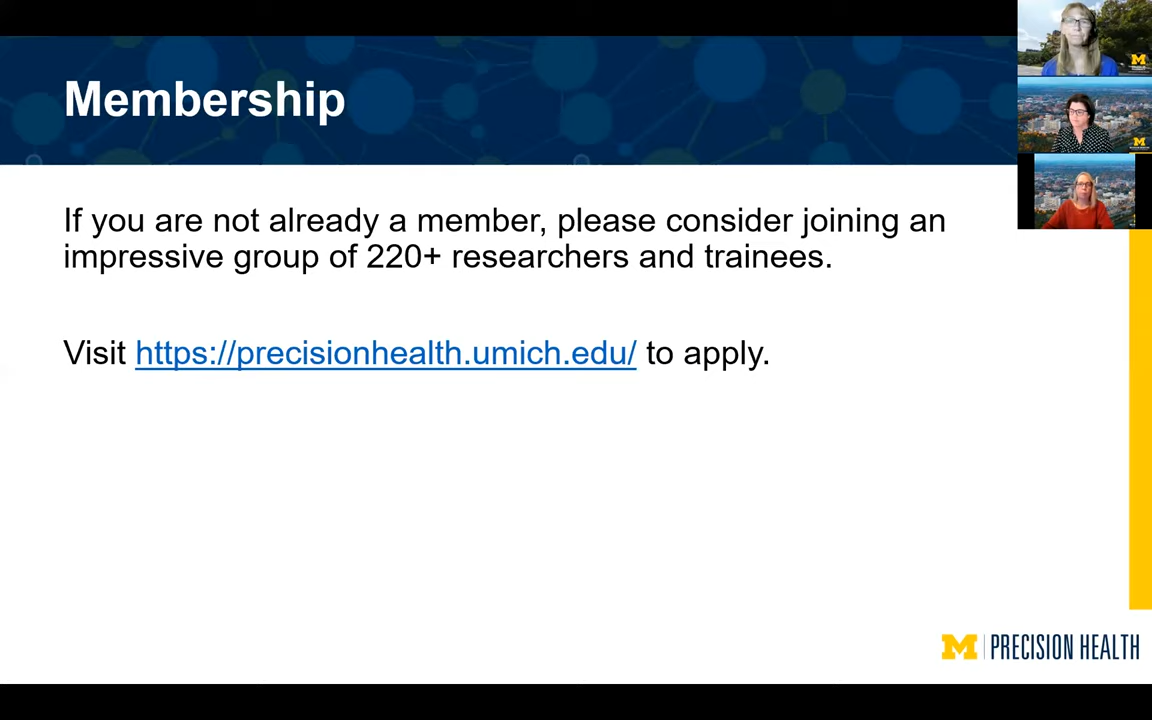 Membership
If you are not already a member, please consider joining an
impressive group of 220+ researchers and trainees.
Visit https://precisionhealth.umich.edu/ to apply.
M | PRECISION HEALTH